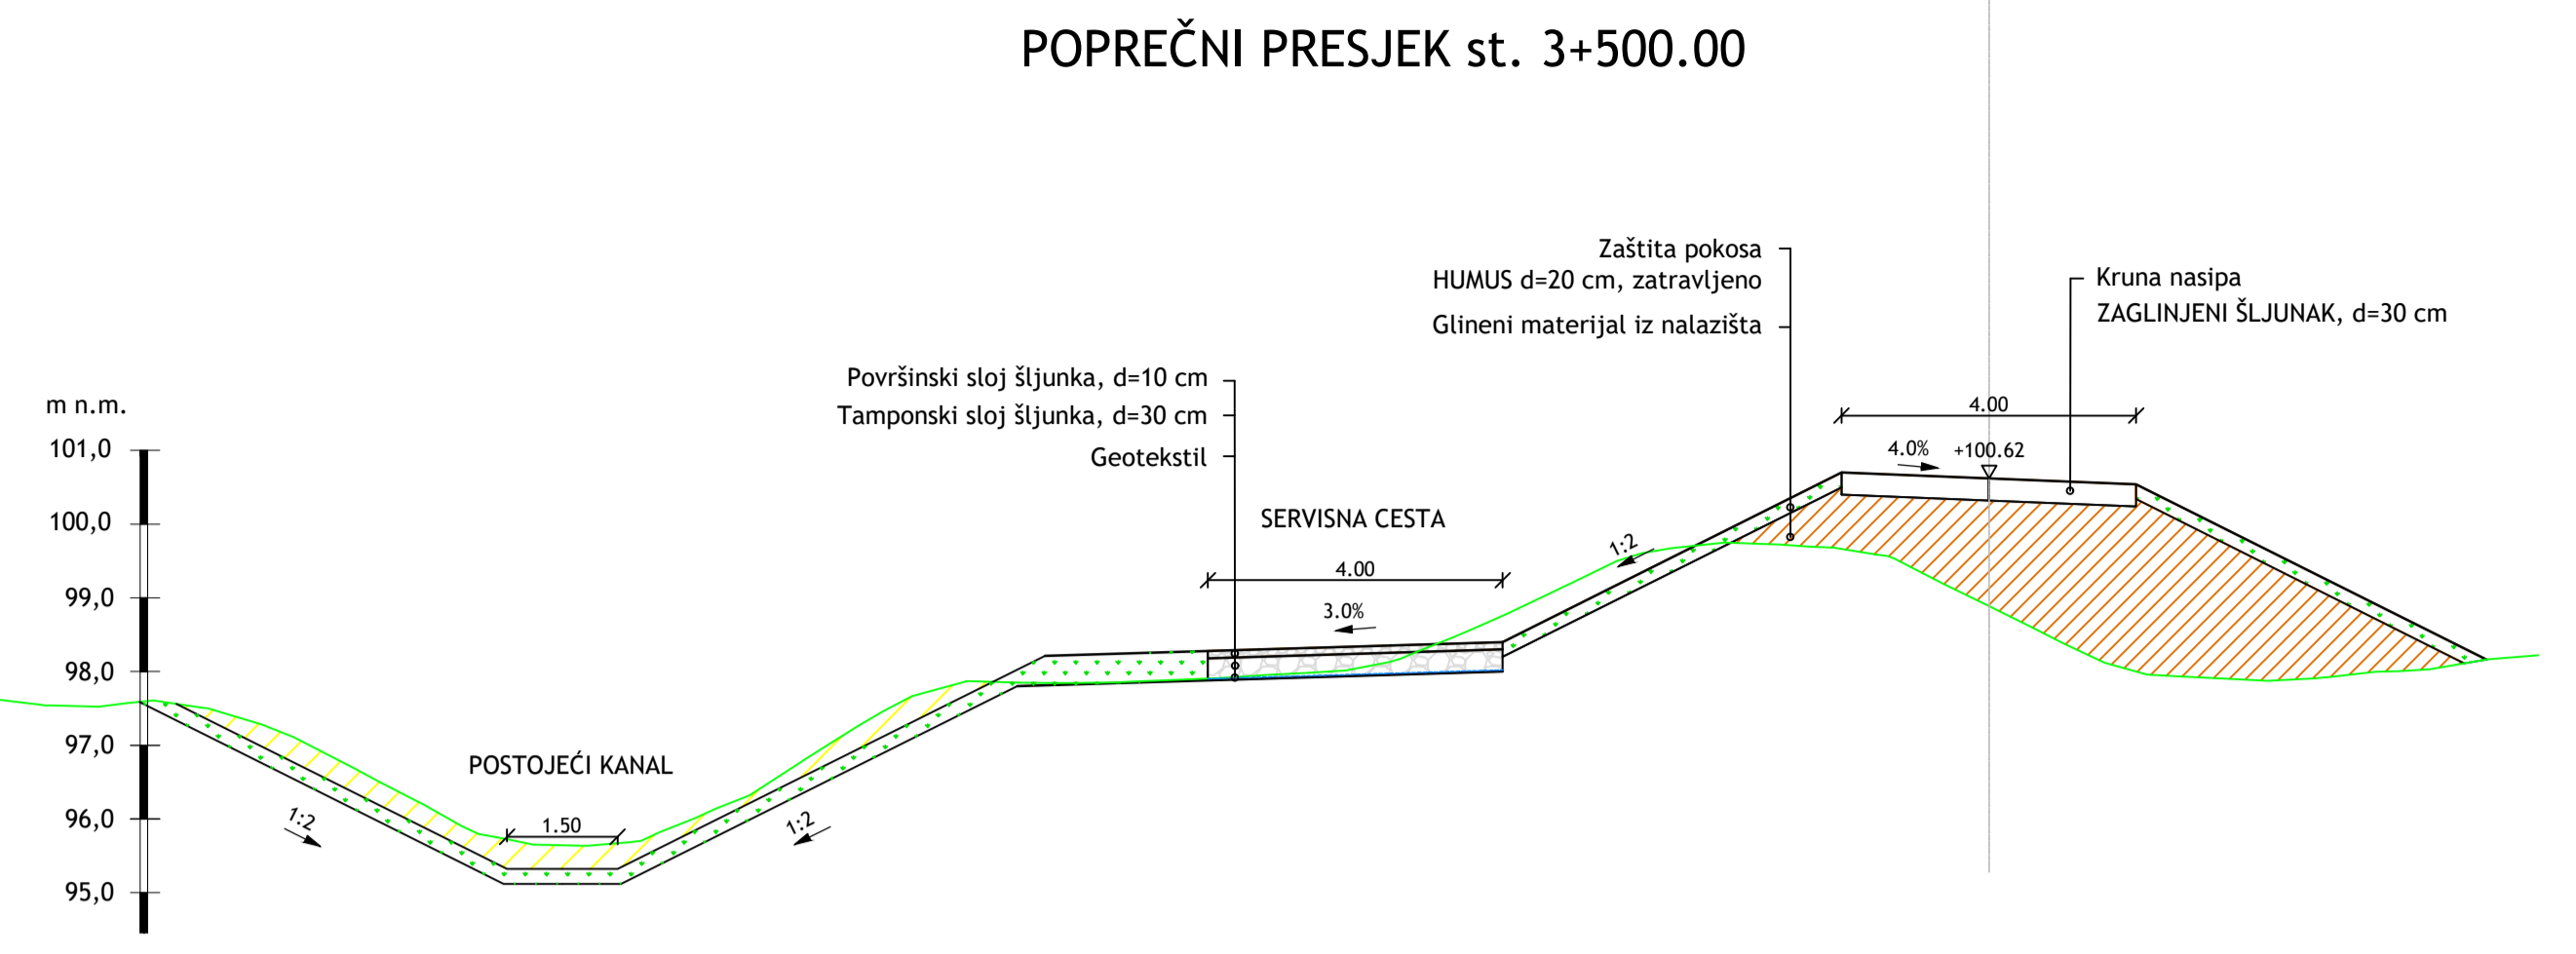 POPREČNI PRESJEK st. 3+500.00
Zaštita pokosa
HUMUS d=20 cm, zatravljeno
Glineni materijal iz nalazišta
Kruna nasipa
ZAGLINJENI ŠLJUNAK, d=30 cm
Površinski sloj šljunka, d=10 cm
Tamponski sloj šljunka, d=30 cm
Geotekstil
m n.m.
101,0
100,0
99,0
98,0
97,0
96,0
95,0
4.00
4.0%
+100.62
SERVISNA CESTA
4.00
3.0%
1:2
POSTOJEĆI KANAL
1.50
1:2
1:2